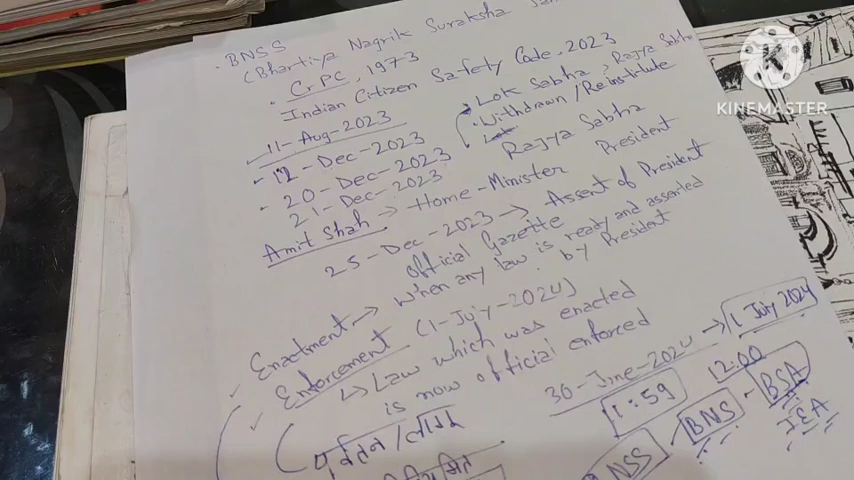 BNSS
(Bhartiya Nagrik Suraksha
CrPC, 1973
Indian Citizen Safety Code-2023
11-Aug-2023 Lok Sabha, Rajya Sabha
12-Dec-2023 Withdrawn / Reinstitute
20-Dec-2023 Rajya Sabha
21-Dec-2023 President
Amit Shah → Home-Minister
25-Dec-2023 → Assent of President
official Gazette
Enactment → when any law is ready and asserted
by President
Enforcement (1-July-2024)
↳ Law which was enacted
is now official enforced
30-June-2024 → 1 July 2024
1:59 12.00
NSS BNS - BSA
IEA
KINEMASTER